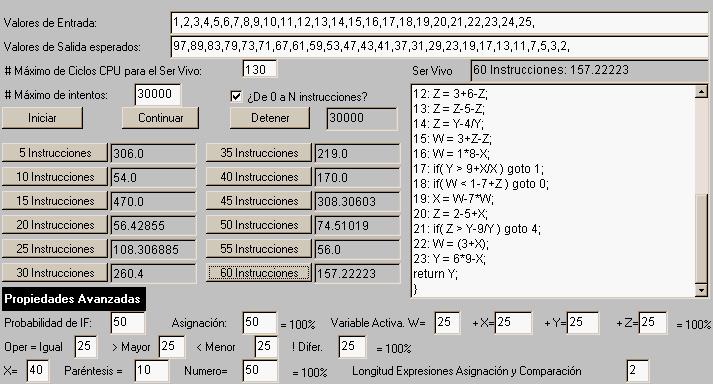 Valores de Entrada: 1,2,3,4,5,6,7,8,9,10,11,12,13,14,15,16,17,18,19,20,21,22,23,24,25,
Valores de Salida esperados: 97,89,83,79,73,71,67,61,59,53,47,43,41,37,31,29,23,19,17,13,11,7,5,3,2,
# Máximo de Ciclos CPU para el Ser Vivo: 130 Ser Vivo 60 Instrucciones: 157.22223
# Máximo de intentos: 30000 ¿De 0 a N instrucciones?
Iniciar Continuar Detener 30000
5 Instrucciones 306.0 35 Instrucciones 219.0
10 Instrucciones 54.0 40 Instrucciones 170.0
15 Instrucciones 470.0 45 Instrucciones 308.30603
20 Instrucciones 56.42855 50 Instrucciones 74.51019
25 Instrucciones 108.306885 55 Instrucciones 56.0
30 Instrucciones 260.4 60 Instrucciones 157.22223
12: Z = 3+6-Z;
13: Z = Z-5-Z;
14: Z = Y-4/Y;
15: W = 3+Z-Z;
16: W = 1*8-X;
17: if( Y > 9+X/X ) goto 1;
18: if( W < 1-7+Z ) goto 0;
19: X = W-7*W;
20: Z = 2-5+X;
21: if( Z > Y-9/Y ) goto 4;
22: W = (3+X);
23: Y = 6*9-X;
return Y;
}
Propiedades Avanzadas
Probabilidad de IF: 50 Asignación: 50 = 100% Variable Activa. W= 25 + X= 25 + Y= 25 + Z= 25 = 100%
Oper = Igual 25 > Mayor 25 < Menor 25 ! Difer. 25 = 100%
X= 40 Paréntesis = 10 Numero= 50 = 100% Longitud Expresiones Asignación y Comparación 2